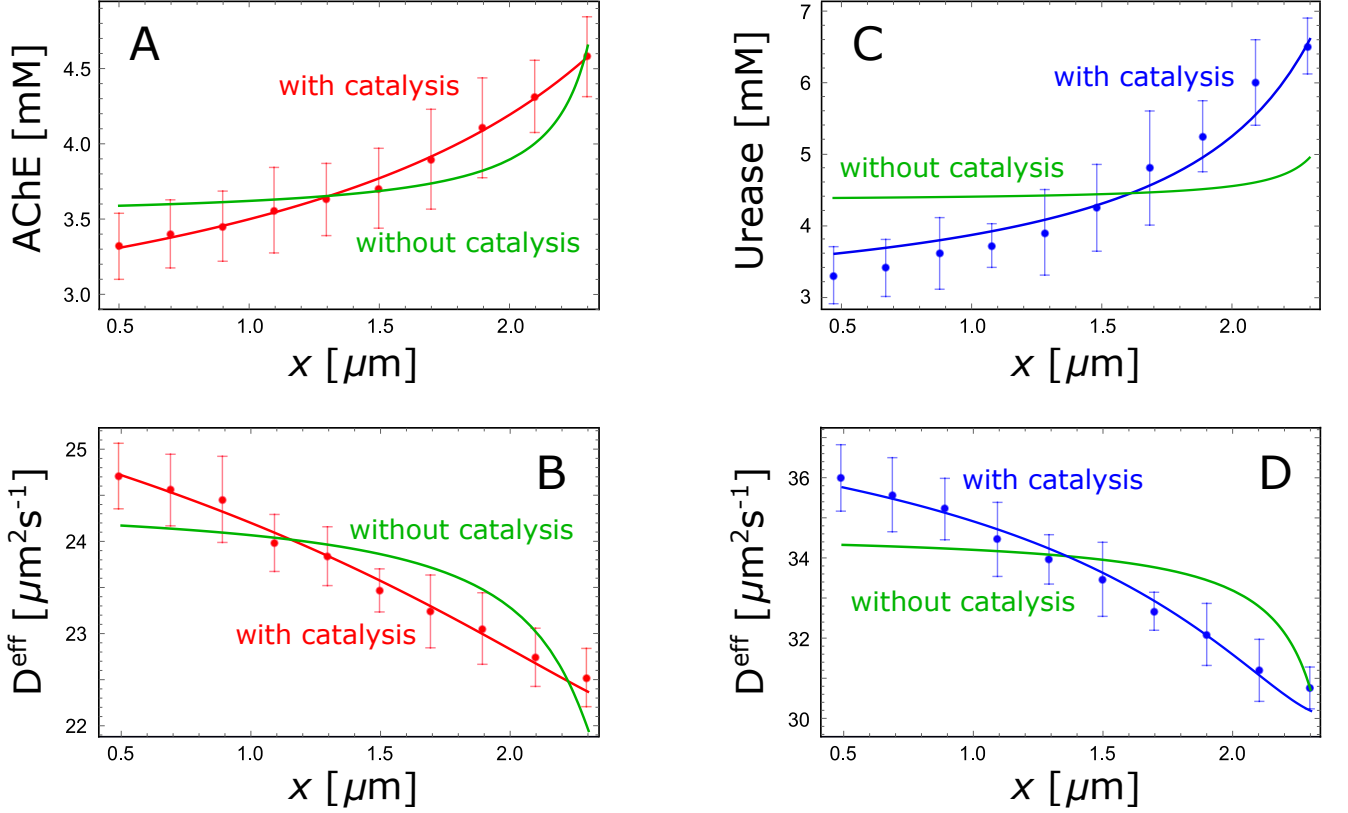 A
AChE [mM]
with catalysis
without catalysis
4.5
4.0
3.5
3.0
0.5
1.0
1.5
2.0
x [μm]
C
Urease [mM]
with catalysis
without catalysis
7
6
5
4
3
0.5
1.0
1.5
2.0
x [μm]
B
D^eff [μm²s⁻¹]
without catalysis
with catalysis
25
24
23
22
0.5
1.0
1.5
2.0
x [μm]
D
D^eff [μm²s⁻¹]
with catalysis
without catalysis
36
34
32
30
0.5
1.0
1.5
2.0
x [μm]